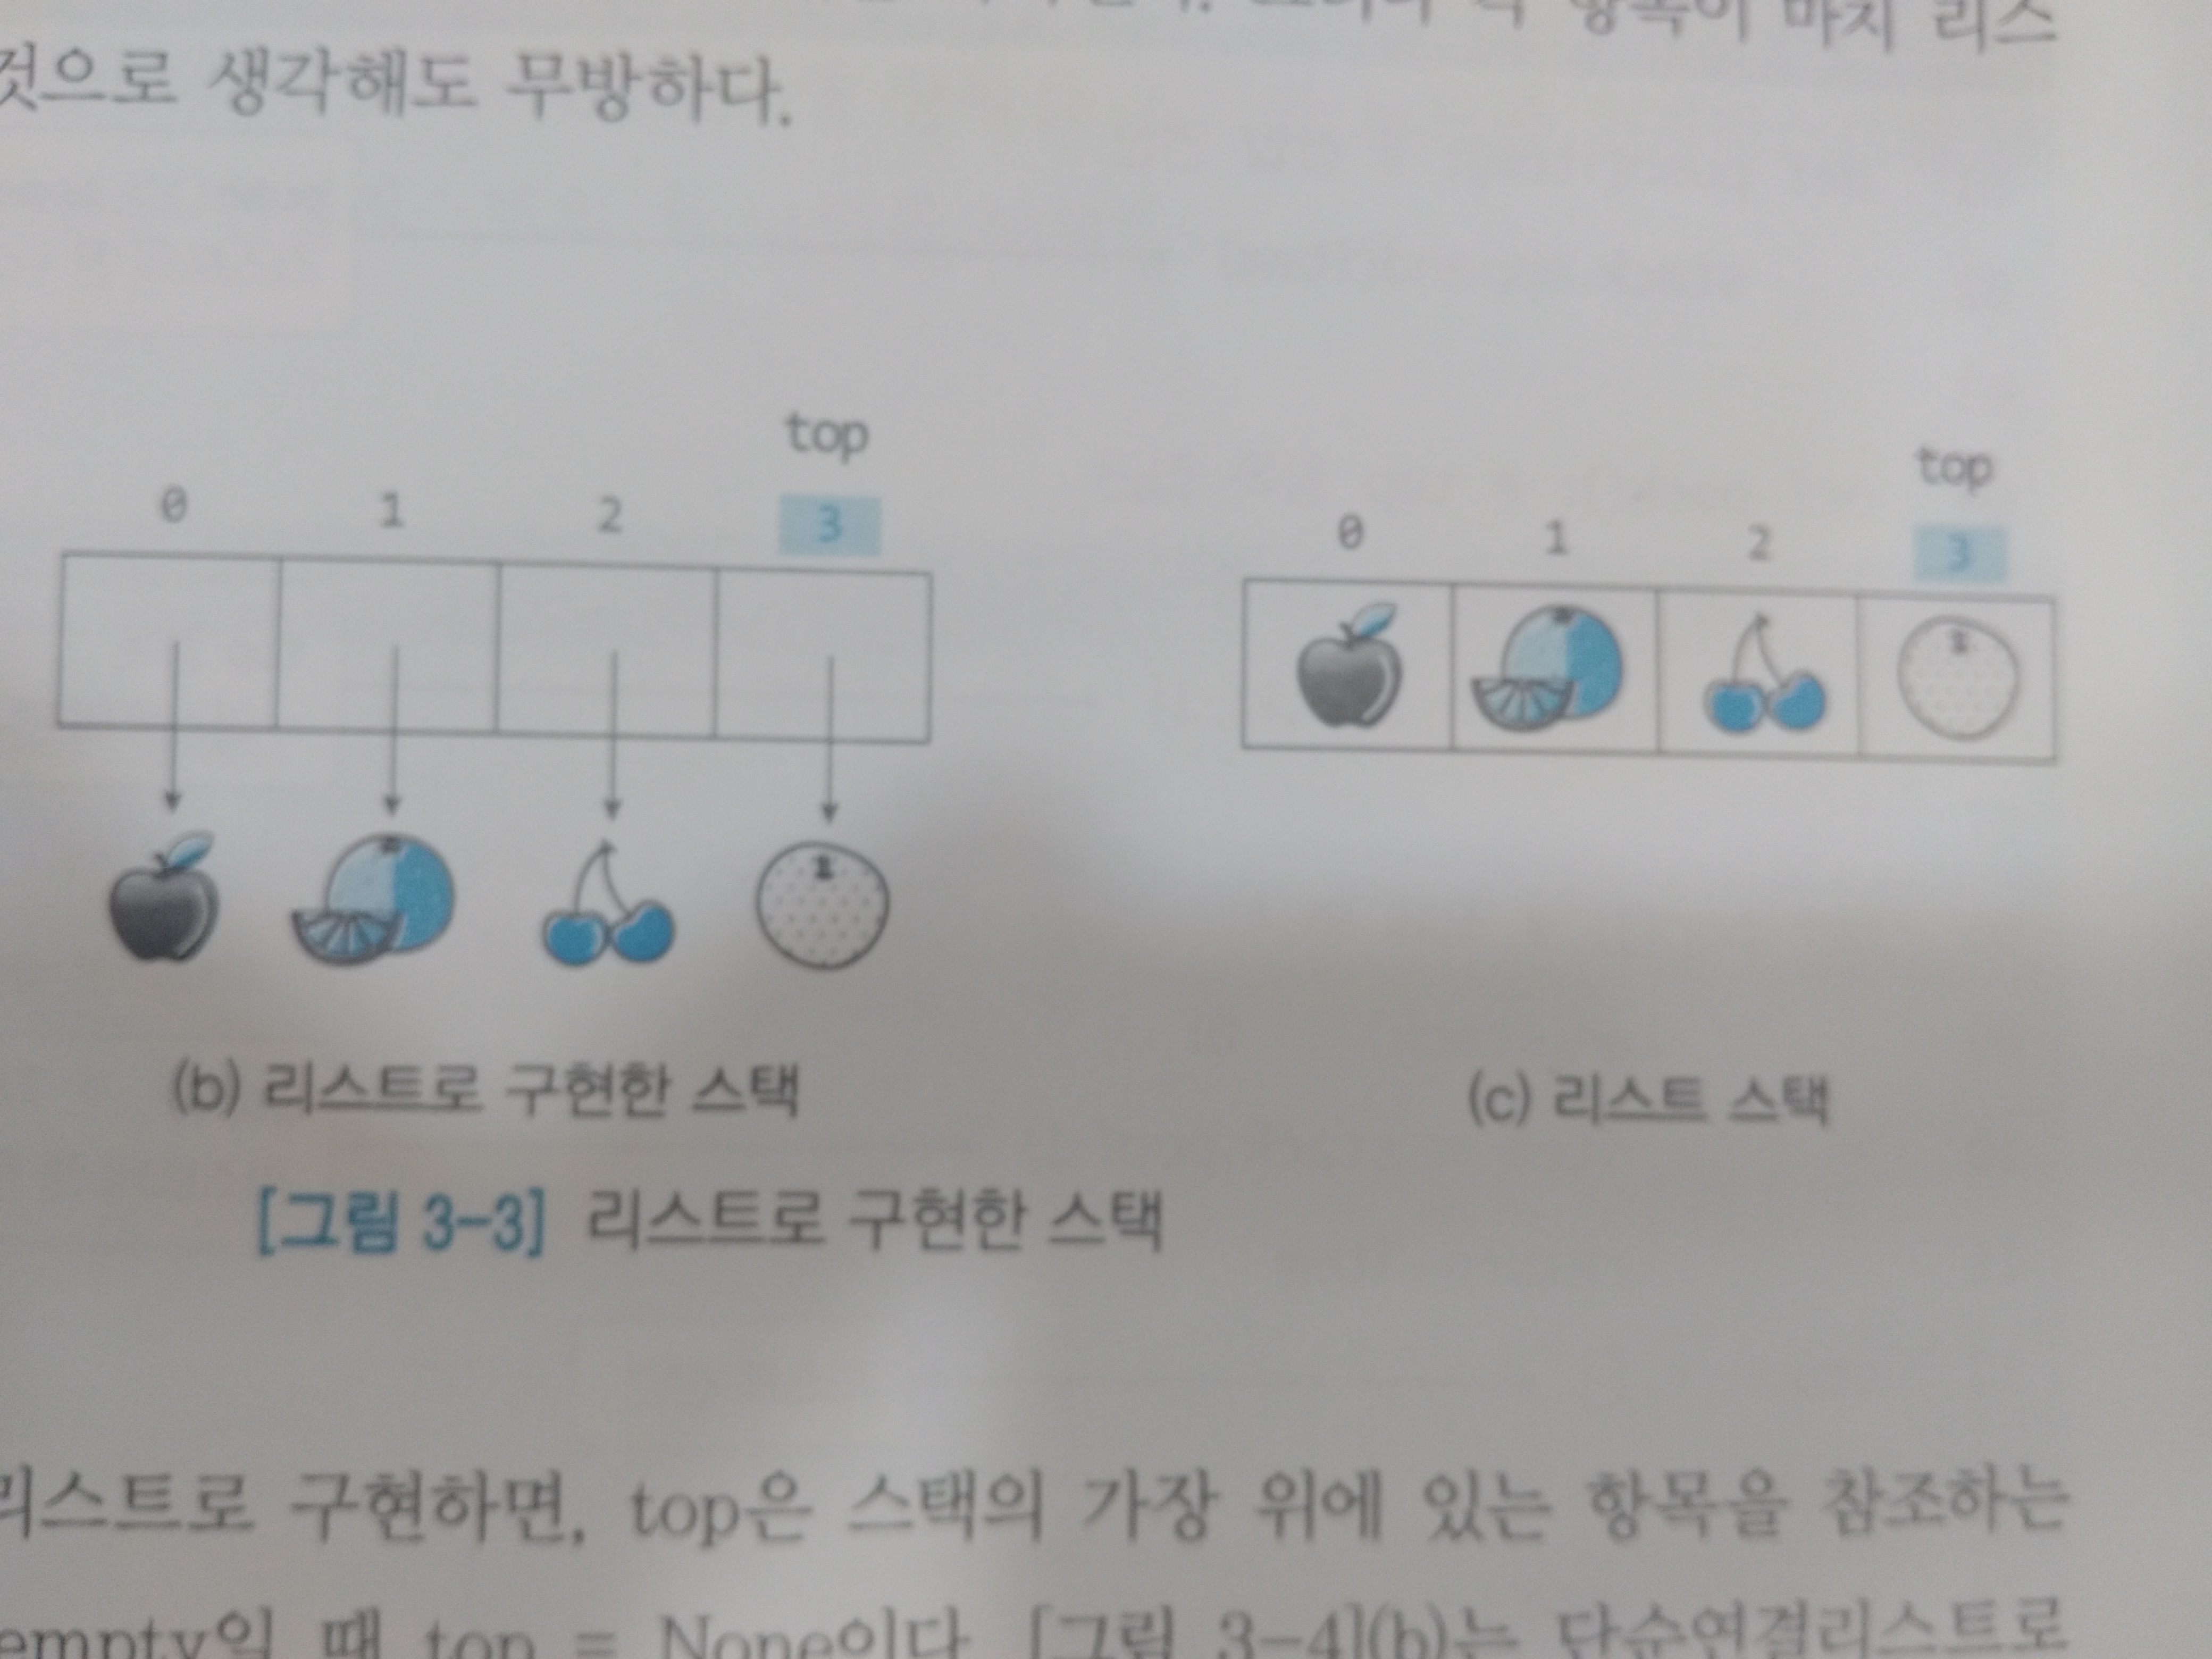 항목이 마치 리스
것으로 생각해도 무방하다.
top
0 1 2 3
top
0 1 2 3
(b) 리스트로 구현한 스택
(c) 리스트 스택
[그림 3-3] 리스트로 구현한 스택
리스트로 구현하면, top은 스택의 가장 위에 있는 항목을 참조하는
empty일 때 top = None이다. [그림 3-4](b)는 단순연결리스트로